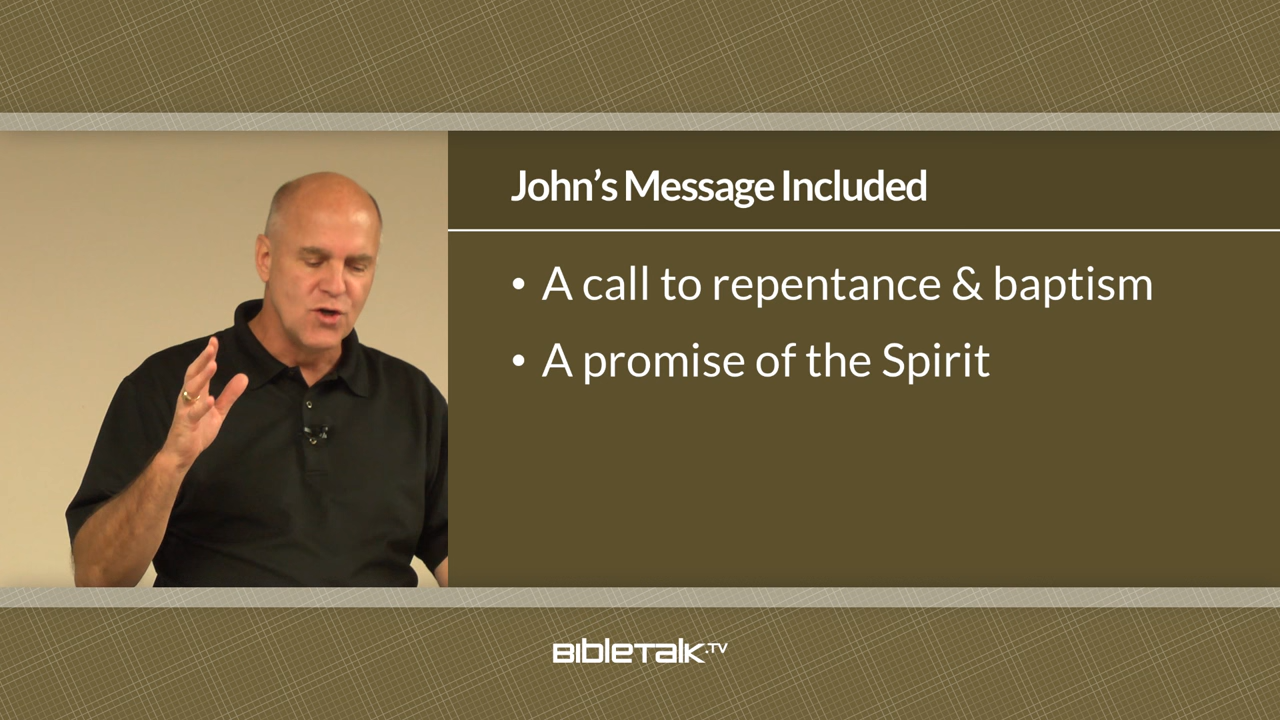 John's Message Included
• A call to repentance & baptism
• A promise of the Spirit
BibleTalk.TV